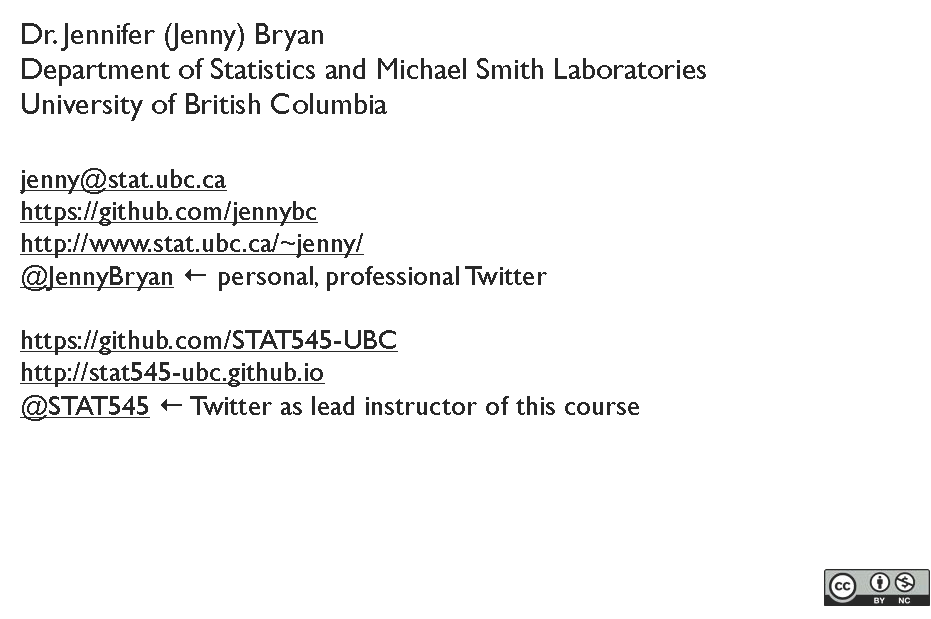 Dr. Jennifer (Jenny) Bryan
Department of Statistics and Michael Smith Laboratories
University of British Columbia
jenny@stat.ubc.ca
https://github.com/jennybc
http://www.stat.ubc.ca/~jenny/
@JennyBryan ← personal, professional Twitter
https://github.com/STAT545-UBC
http://stat545-ubc.github.io
@STAT545 ← Twitter as lead instructor of this course
cc
BY NC